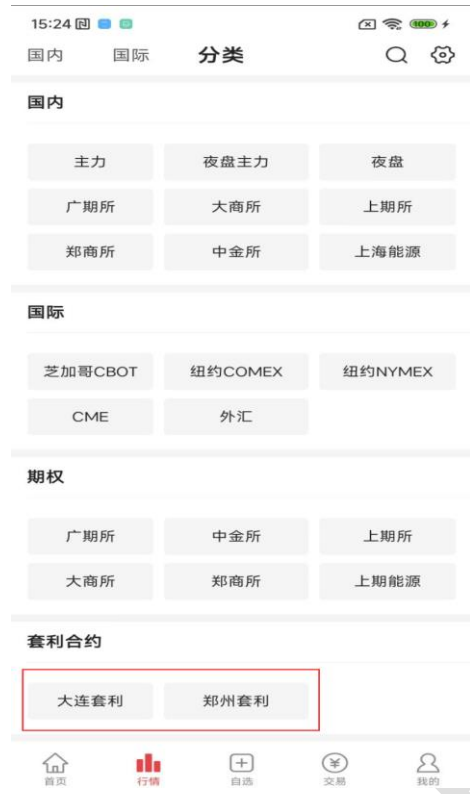 15:24 100
国内 国际 分类
国内
主力 夜盘主力 夜盘
广期所 大商所 上期所
郑商所 中金所 上海能源
国际
芝加哥CBOT 纽约COMEX 纽约NYMEX
CME 外汇
期权
广期所 中金所 上期所
大商所 郑商所 上期能源
套利合约
大连套利 郑州套利
首页 行情 自选 交易 我的